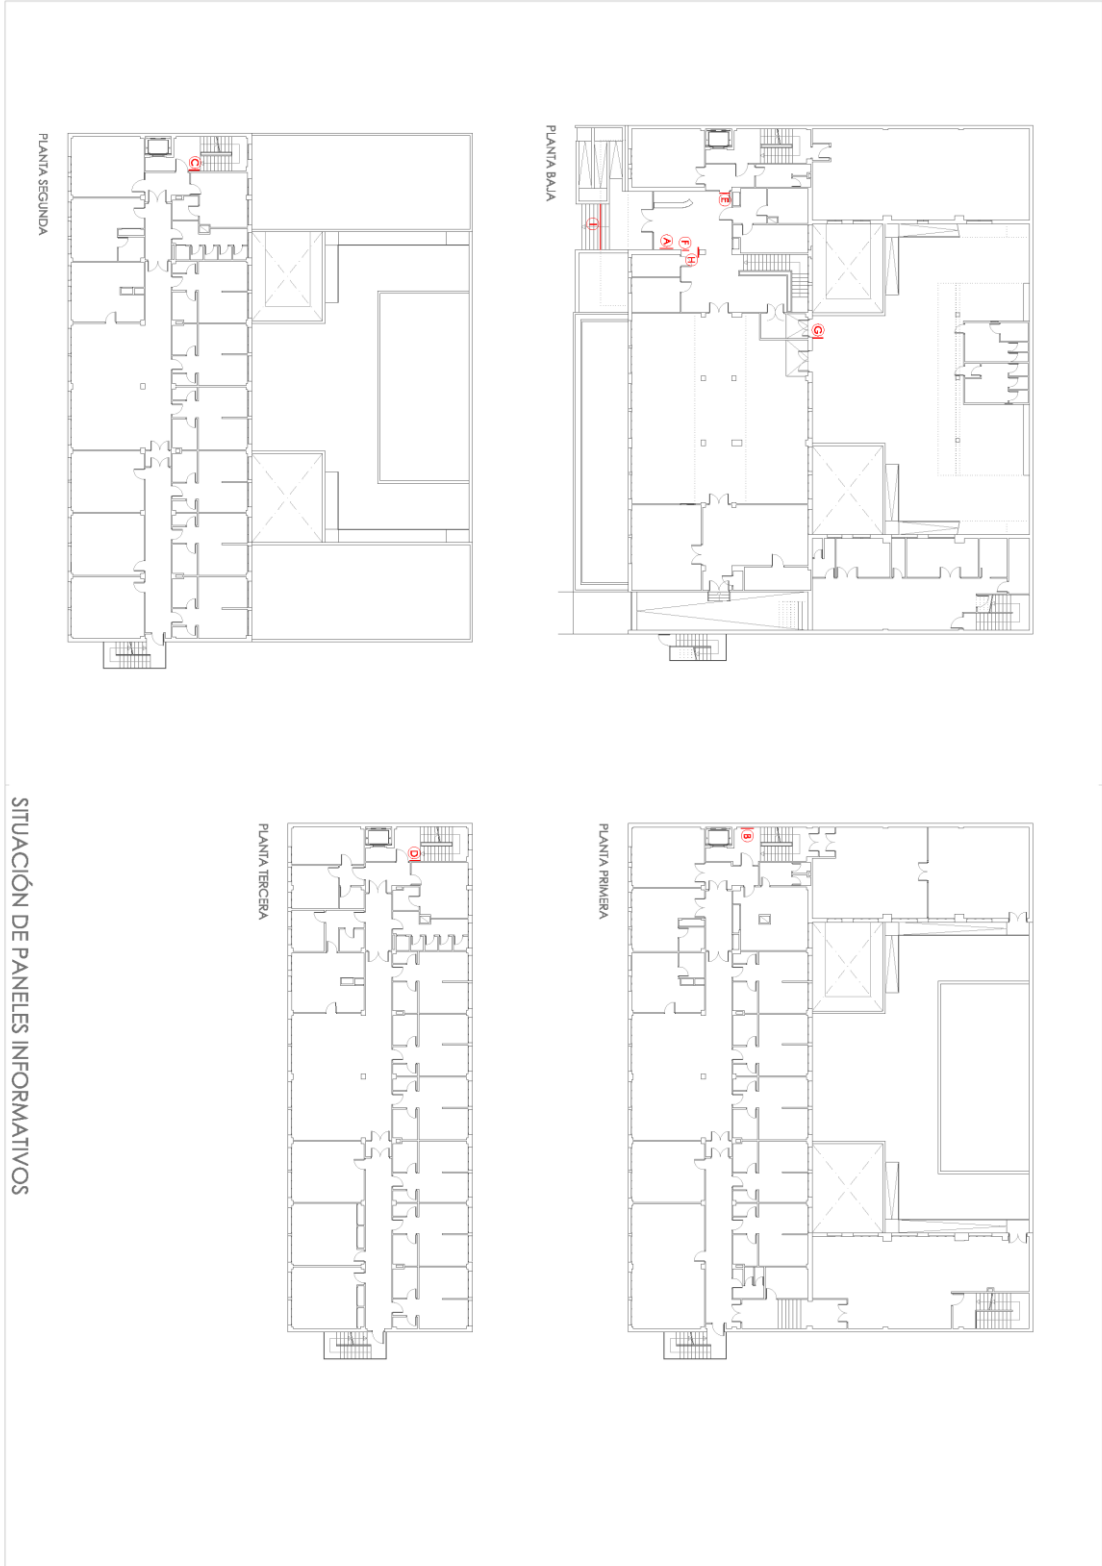 G
E
H
F
A
I
PLANTA BAJA
B
PLANTA PRIMERA
C
PLANTA SEGUNDA
D
PLANTA TERCERA
SITUACIÓN DE PANELES INFORMATIVOS